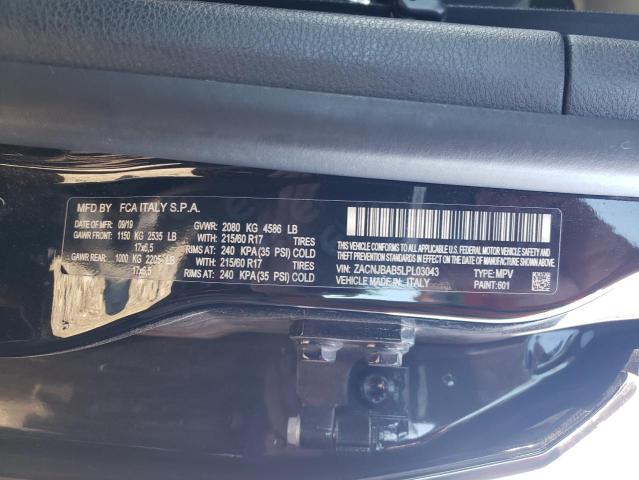 MFD BY FCA ITALY S.P.A.
DATE OF MFR: 09/19 GVWR: 2080 KG 4586 LB
GAWR FRONT: 1150 KG 2535 LB WITH: 215/60 R17 TIRES
17x6,5 RIMS AT: 240 KPA(35 PSI) COLD
GAWR REAR: 1000 KG 2205 LB WITH: 215/60 R17 TIRES
17x6,5 RIMS AT: 240 KPA(35 PSI) COLD
THIS VEHICLE CONFORMS TO ALL APPLICABLE U.S. FEDERAL MOTOR VEHICLE SAFETY, BUMPER AND
THEFT PREVENTION STANDARDS IN EFFECT ON THE DATE OF MANUFACTURE SHOWN ABOVE
VIN: ZACNJBAB5LPL03043 TYPE: MPV
VEHICLE MADE IN: ITALY PAINT: 601